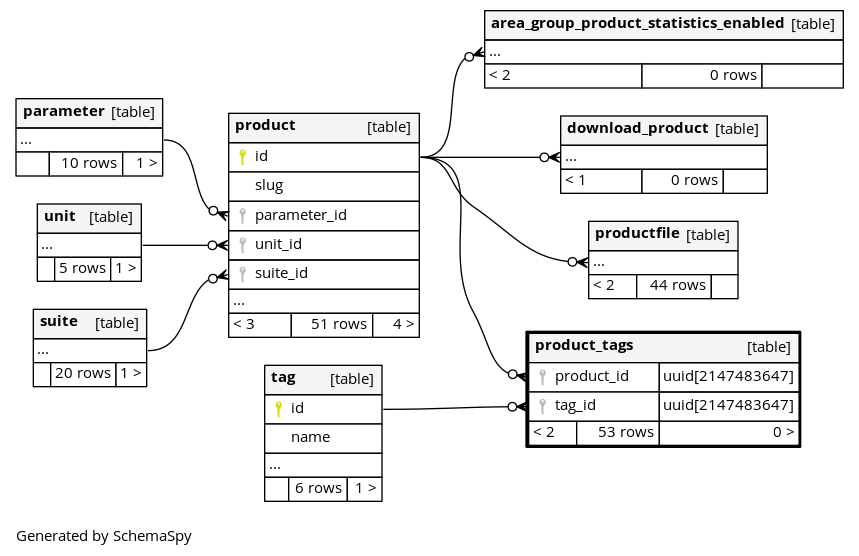 area_group_product_statistics_enabled [table]
...
< 2 0 rows
parameter [table]
...
10 rows 1 >
product [table]
id
slug
parameter_id
unit_id
suite_id
...
< 3 51 rows 4 >
download_product [table]
...
< 1 0 rows
unit [table]
...
5 rows 1 >
productfile [table]
...
< 2 44 rows
suite [table]
...
20 rows 1 >
product_tags [table]
product_id uuid[2147483647]
tag_id uuid[2147483647]
< 2 53 rows 0 >
tag [table]
id
name
...
6 rows 1 >
Generated by SchemaSpy